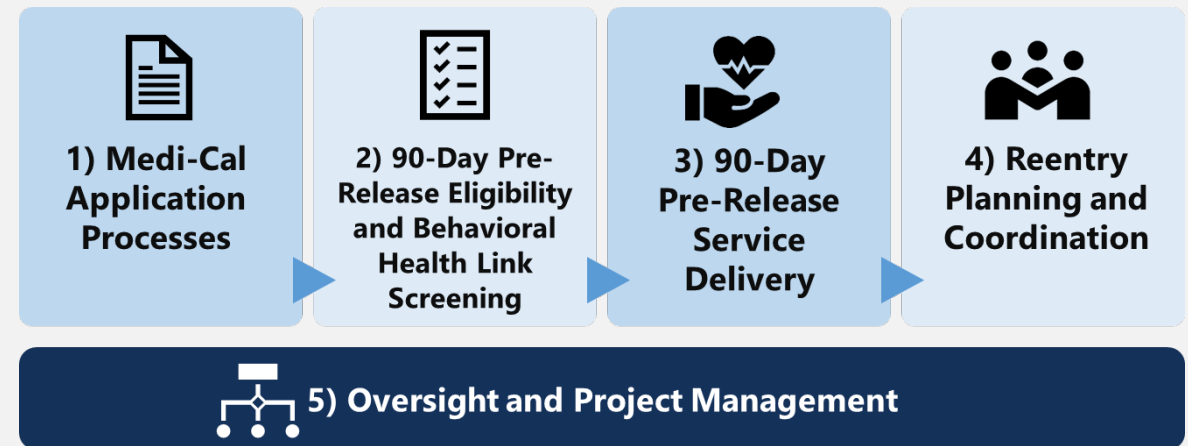 1) Medi-Cal
Application
Processes
2) 90-Day Pre-
Release Eligibility
and Behavioral
Health Link
Screening
3) 90-Day
Pre-Release
Service
Delivery
4) Reentry
Planning and
Coordination
5) Oversight and Project Management